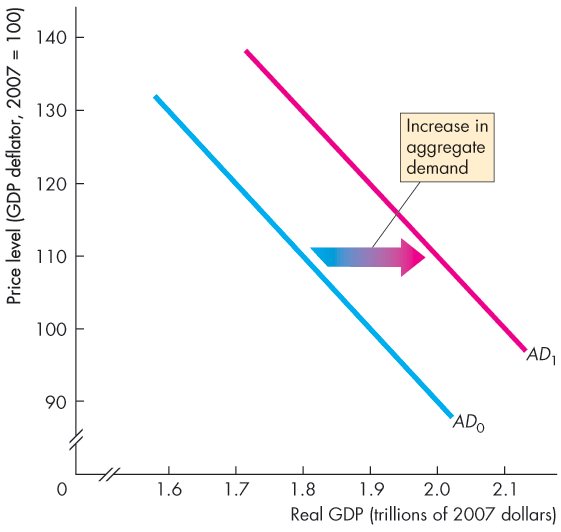 Price level (GDP deflator, 2007 = 100)
140
130
120
110
100
90
0
Increase in
aggregate
demand
AD₁
AD₀
1.6
1.7
1.8
1.9
2.0
2.1
Real GDP (trillions of 2007 dollars)